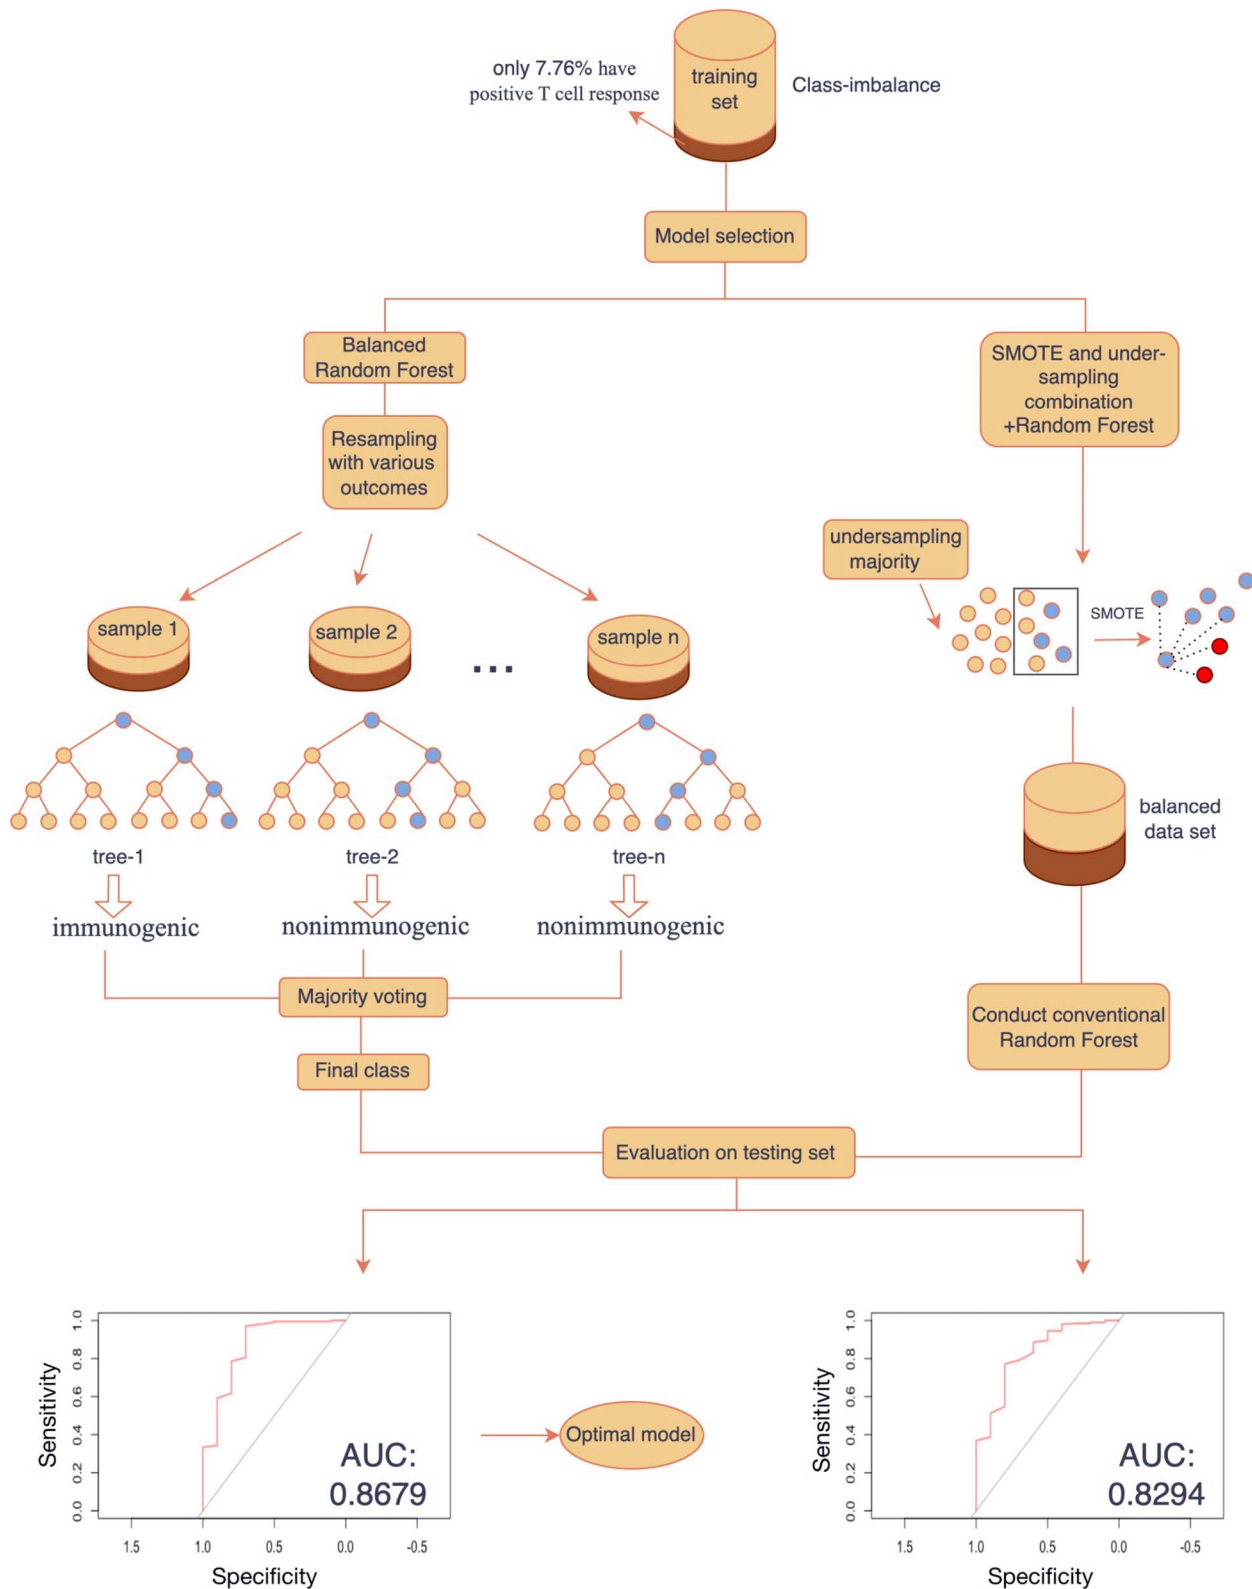 only 7.76% have
positive T cell response
training
set
Class-imbalance
Model selection
Balanced
Random Forest
SMOTE and under-
sampling
combination
+Random Forest
Resampling
with various
outcomes
undersampling
majority
SMOTE
sample 1
sample 2
...
sample n
tree-1
tree-2
tree-n
balanced
data set
immunogenic
nonimmunogenic
nonimmunogenic
Majority voting
Conduct conventional
Random Forest
Final class
Evaluation on testing set
Sensitivity
1.0
0.8
0.6
0.4
0.2
0.0
AUC:
0.8679
1.5 1.0 0.5 0.0 -0.5
Specificity
Optimal model
Sensitivity
1.0
0.8
0.6
0.4
0.2
0.0
AUC:
0.8294
1.5 1.0 0.5 0.0 -0.5
Specificity